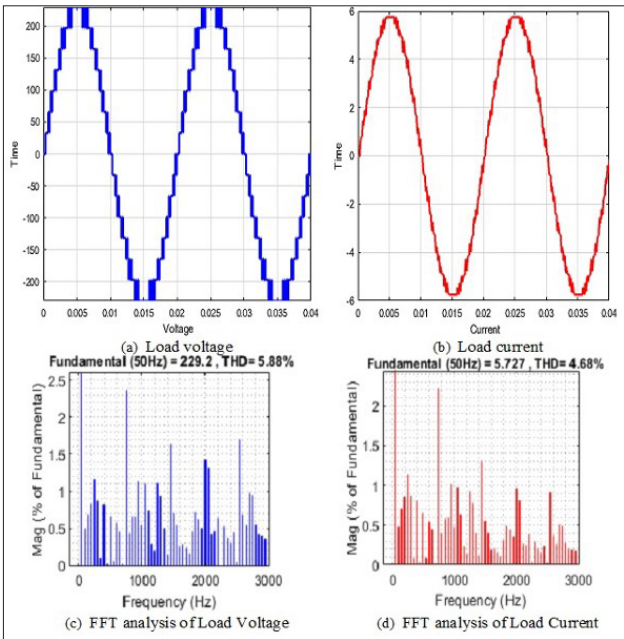 200
150
100
50
0
-50
-100
-150
-200
Time
0 0.005 0.01 0.015 0.02 0.025 0.03 0.035 0.04
Voltage
(a) Load voltage
6
4
2
0
-2
-4
-6
Time
0 0.005 0.01 0.015 0.02 0.025 0.03 0.035 0.04
Current
(b) Load current
Fundamental (50Hz) = 229.2 , THD= 5.88%
2.5
2
1.5
1
0.5
0
Mag (% of Fundamental)
0 1000 2000 3000
Frequency (Hz)
(c) FFT analysis of Load Voltage
Fundamental (50Hz) = 5.727 , THD= 4.68%
2
1.5
1
0.5
0
Mag (% of Fundamental)
0 1000 2000 3000
Frequency (Hz)
(d) FFT analysis of Load Current